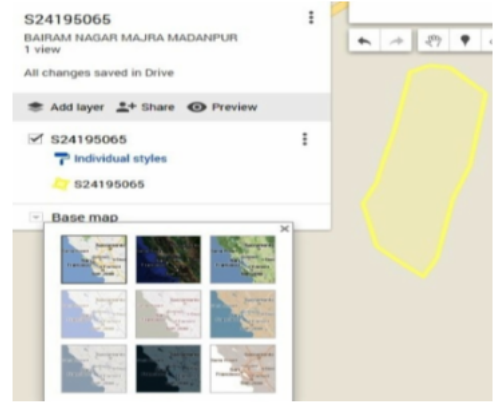 S24195065
BAIRAM NAGAR MAJRA MADANPUR
1 view
All changes saved in Drive
Add layer Share Preview
S24195065
Individual styles
S24195065
Base map